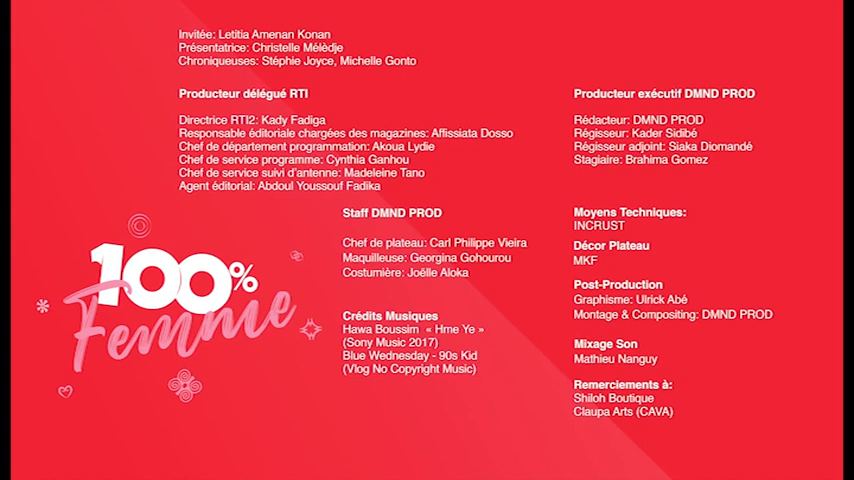 Invitée: Letitia Amenan Konan
Présentatrice: Christelle Mélèdje
Chroniqueuses: Stéphie Joyce, Michelle Gonto
Producteur délégué RTI
Directrice RTI2: Kady Fadiga
Responsable éditoriale chargées des magazines: Affissiata Dosso
Chef de département programmation: Akoua Lydie
Chef de service programme: Cynthia Ganhou
Chef de service suivi d'antenne: Madeleine Tano
Agent éditorial: Abdoul Youssouf Fadika
Producteur exécutif DMND PROD
Rédacteur: DMND PROD
Régisseur: Kader Sidibé
Régisseur adjoint: Siaka Diomandé
Stagiaire: Brahima Gomez
100%
Femme
Staff DMND PROD
Chef de plateau: Carl Philippe Vieira
Maquilleuse: Georgina Gohourou
Costumière: Joëlle Aloka
Crédits Musiques
Hawa Boussim « Hme Ye »
(Sony Music 2017)
Blue Wednesday - 90s Kid
(Vlog No Copyright Music)
Moyens Techniques:
INCRUST
Décor Plateau
MKF
Post-Production
Graphisme: Ulrick Abé
Montage & Compositing: DMND PROD
Mixage Son
Mathieu Nanguy
Remerciements à:
Shiloh Boutique
Claupa Arts (CAVA)